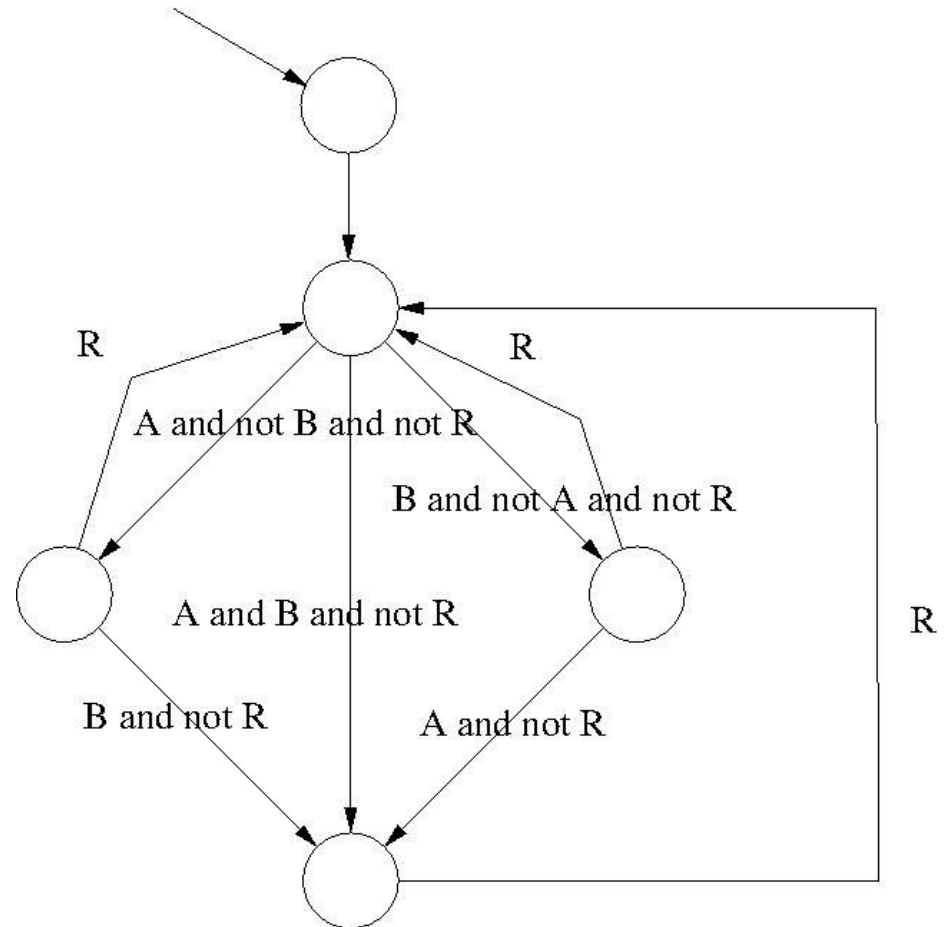 R
R
A and not B and not R
B and not A and not R
A and B and not R
R
B and not R
A and not R